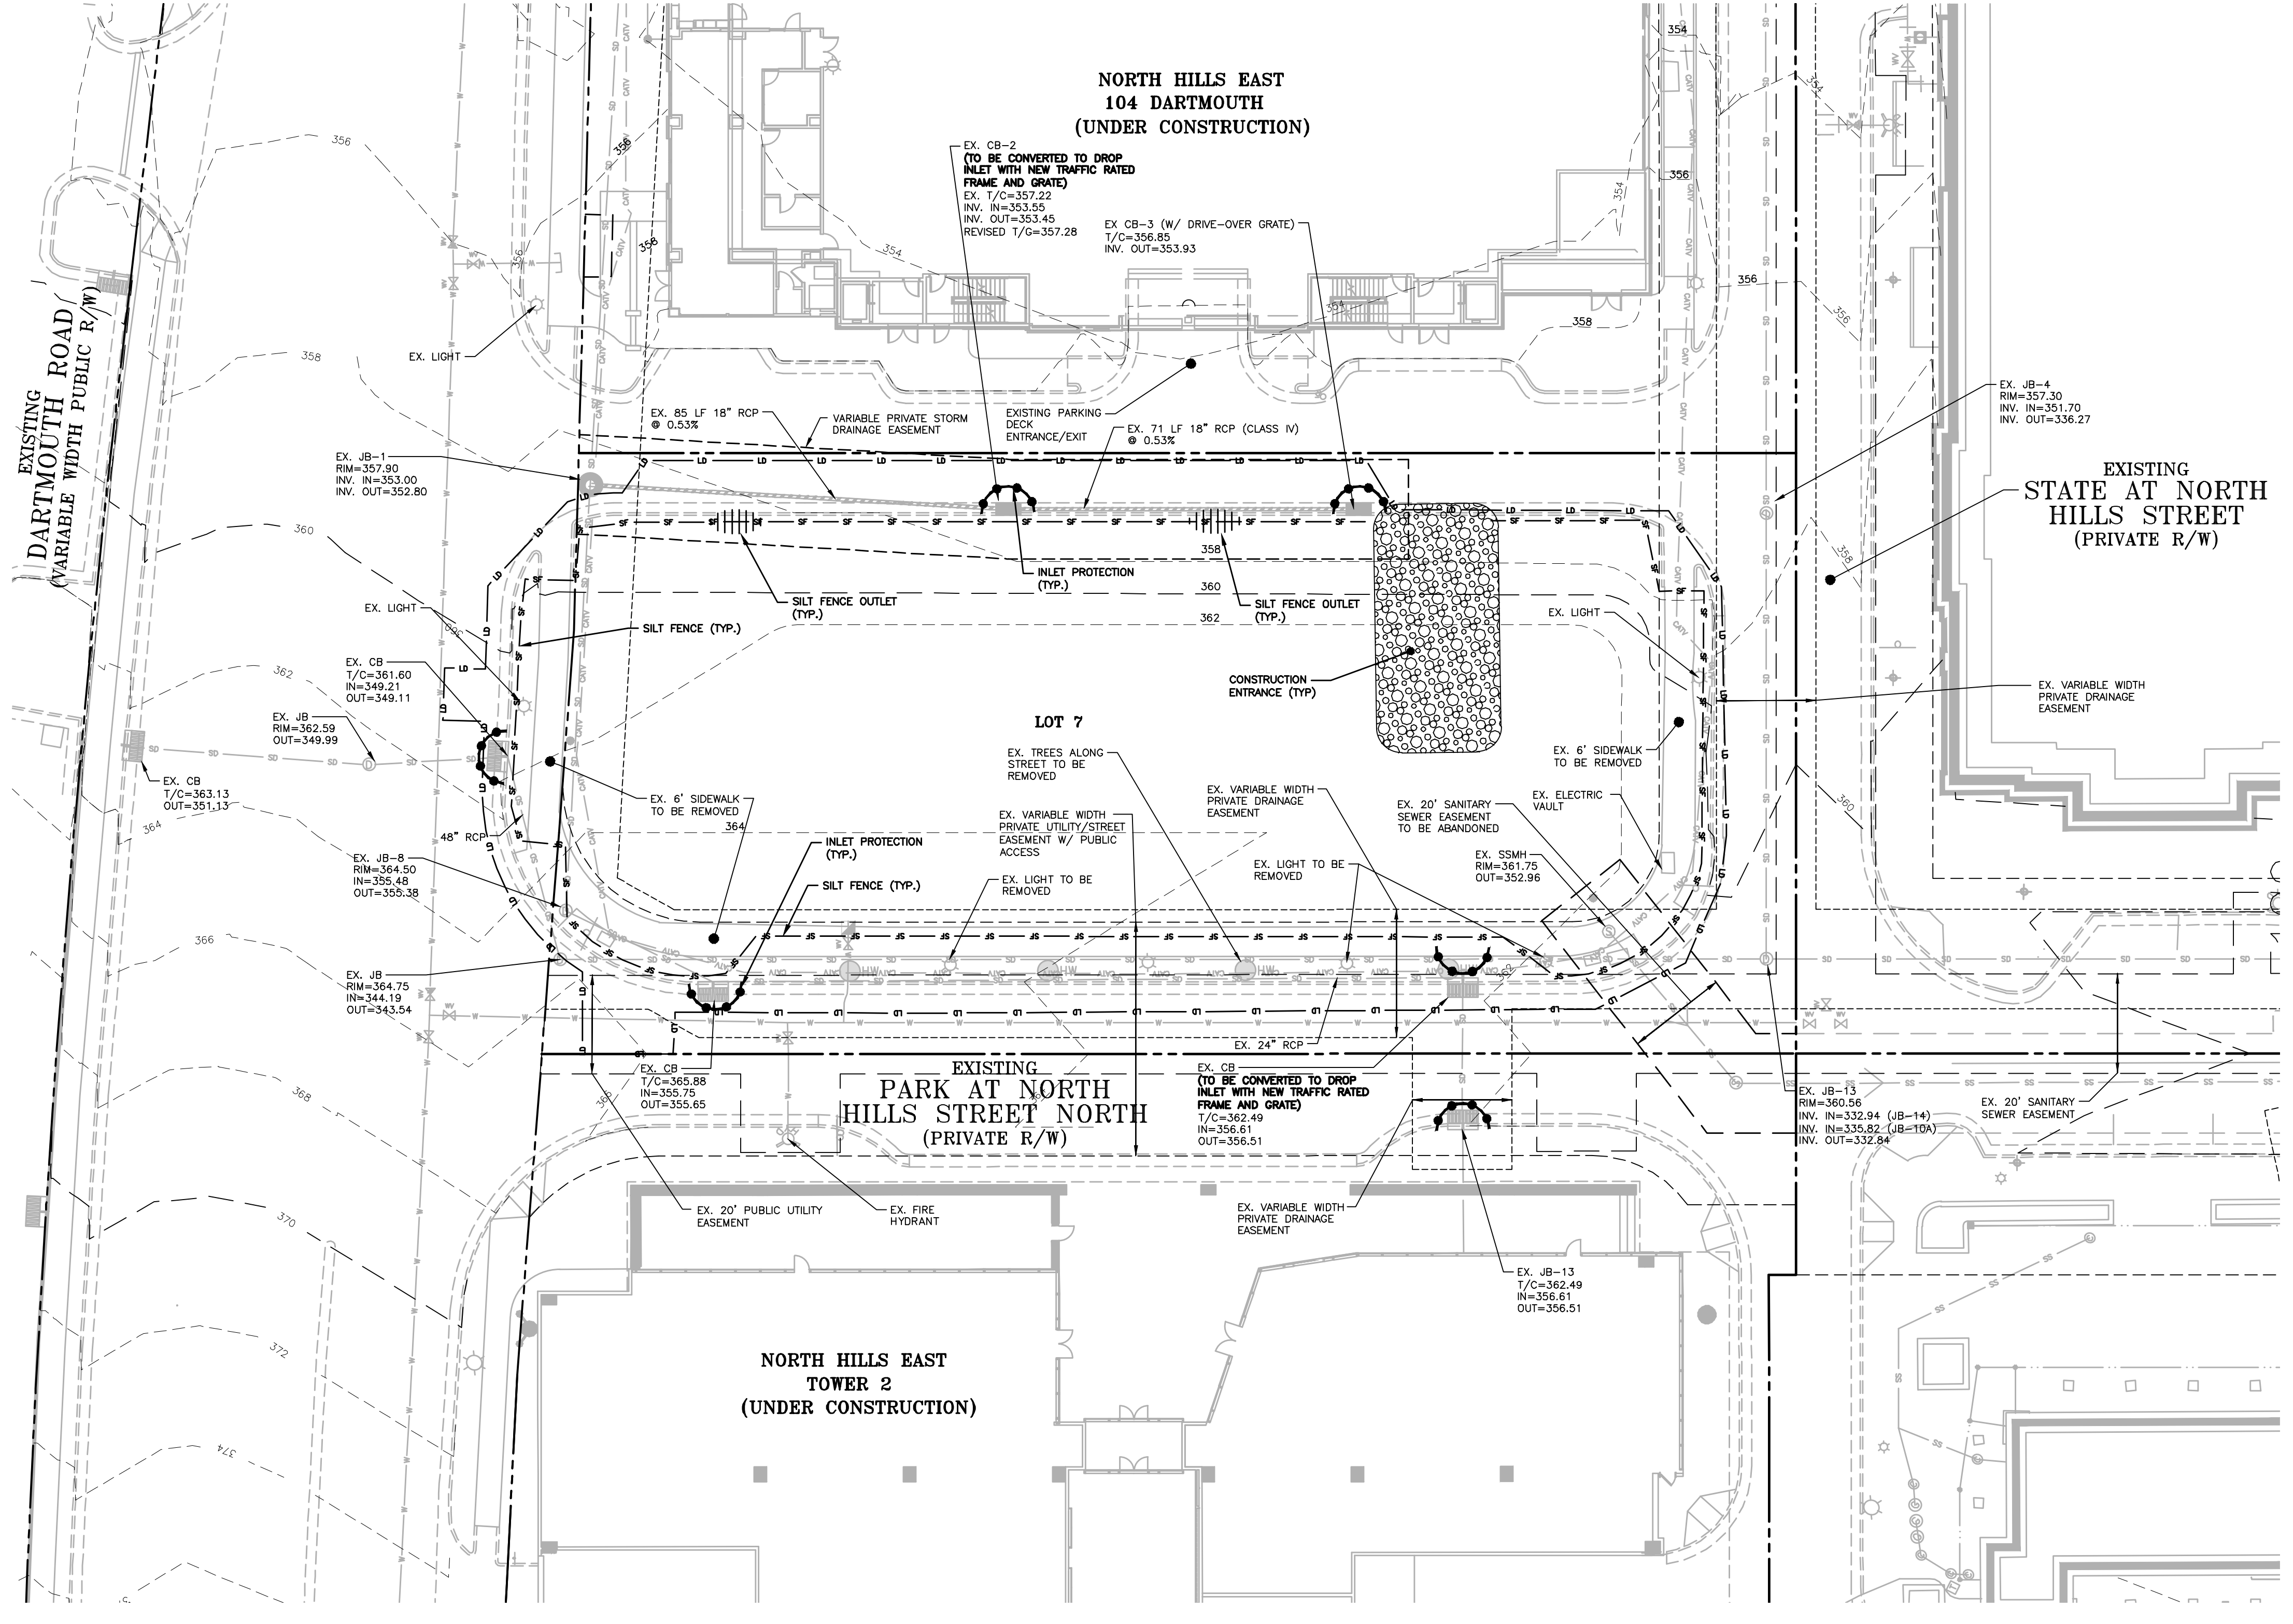 NORTH HILLS EAST
104 DARTMOUTH
(UNDER CONSTRUCTION)
EX. CB-2
(TO BE CONVERTED TO DROP
INLET WITH NEW TRAFFIC RATED
FRAME AND GRATE)
EX. T/C=357.22
INV. IN=353.55
INV. OUT=353.45
REVISED T/G=357.28
EX CB-3 (W/ DRIVE-OVER GRATE)
T/C=356.85
INV. OUT=353.93
EXISTING
DARTMOUTH ROAD
(VARIABLE WIDTH PUBLIC R/W)
EX. LIGHT
EX. 85 LF 18" RCP
@ 0.53%
VARIABLE PRIVATE STORM
DRAINAGE EASEMENT
EXISTING PARKING
DECK
ENTRANCE/EXIT
EX. 71 LF 18" RCP (CLASS IV)
@ 0.53%
EX. JB-4
RIM=357.30
INV. IN=351.70
INV. OUT=336.27
EX. JB-1
RIM=357.90
INV. IN=353.00
INV. OUT=352.80
EXISTING
STATE AT NORTH
HILLS STREET
(PRIVATE R/W)
INLET PROTECTION
(TYP.)
SILT FENCE OUTLET
(TYP.)
SILT FENCE OUTLET
(TYP.)
EX. LIGHT
EX. LIGHT
SILT FENCE (TYP.)
EX. CB
T/C=361.60
IN=349.21
OUT=349.11
CONSTRUCTION
ENTRANCE (TYP)
EX. VARIABLE WIDTH
PRIVATE DRAINAGE
EASEMENT
EX. JB
RIM=362.59
OUT=349.99
LOT 7
EX. TREES ALONG
STREET TO BE
REMOVED
EX. 6' SIDEWALK
TO BE REMOVED
EX. CB
T/C=363.13
OUT=351.13
EX. 6' SIDEWALK
TO BE REMOVED
EX. VARIABLE WIDTH
PRIVATE UTILITY/STREET
EASEMENT W/ PUBLIC
ACCESS
EX. VARIABLE WIDTH
PRIVATE DRAINAGE
EASEMENT
EX. 20' SANITARY
SEWER EASEMENT
TO BE ABANDONED
EX. ELECTRIC
VAULT
48" RCP
EX. JB-8
RIM=364.50
IN=355.48
OUT=355.38
INLET PROTECTION
(TYP.)
SILT FENCE (TYP.)
EX. LIGHT TO BE
REMOVED
EX. LIGHT TO BE
REMOVED
EX. SSMH
RIM=361.75
OUT=352.96
EX. JB
RIM=364.75
IN=344.19
OUT=343.54
EX. 24" RCP
EX. CB
T/C=365.88
IN=355.75
OUT=355.65
EXISTING
PARK AT NORTH
HILLS STREET NORTH
(PRIVATE R/W)
EX. CB
(TO BE CONVERTED TO DROP
INLET WITH NEW TRAFFIC RATED
FRAME AND GRATE)
T/C=362.49
IN=356.61
OUT=356.51
EX. JB-13
RIM=360.56
INV. IN=332.94 (JB-14)
INV. IN=335.82 (JB-10A)
INV. OUT=332.84
EX. 20' SANITARY
SEWER EASEMENT
EX. 20' PUBLIC UTILITY
EASEMENT
EX. FIRE
HYDRANT
EX. VARIABLE WIDTH
PRIVATE DRAINAGE
EASEMENT
EX. JB-13
T/C=362.49
IN=356.61
OUT=356.51
NORTH HILLS EAST
TOWER 2
(UNDER CONSTRUCTION)
354
356
358
360
362
364
366
368
370
372
374